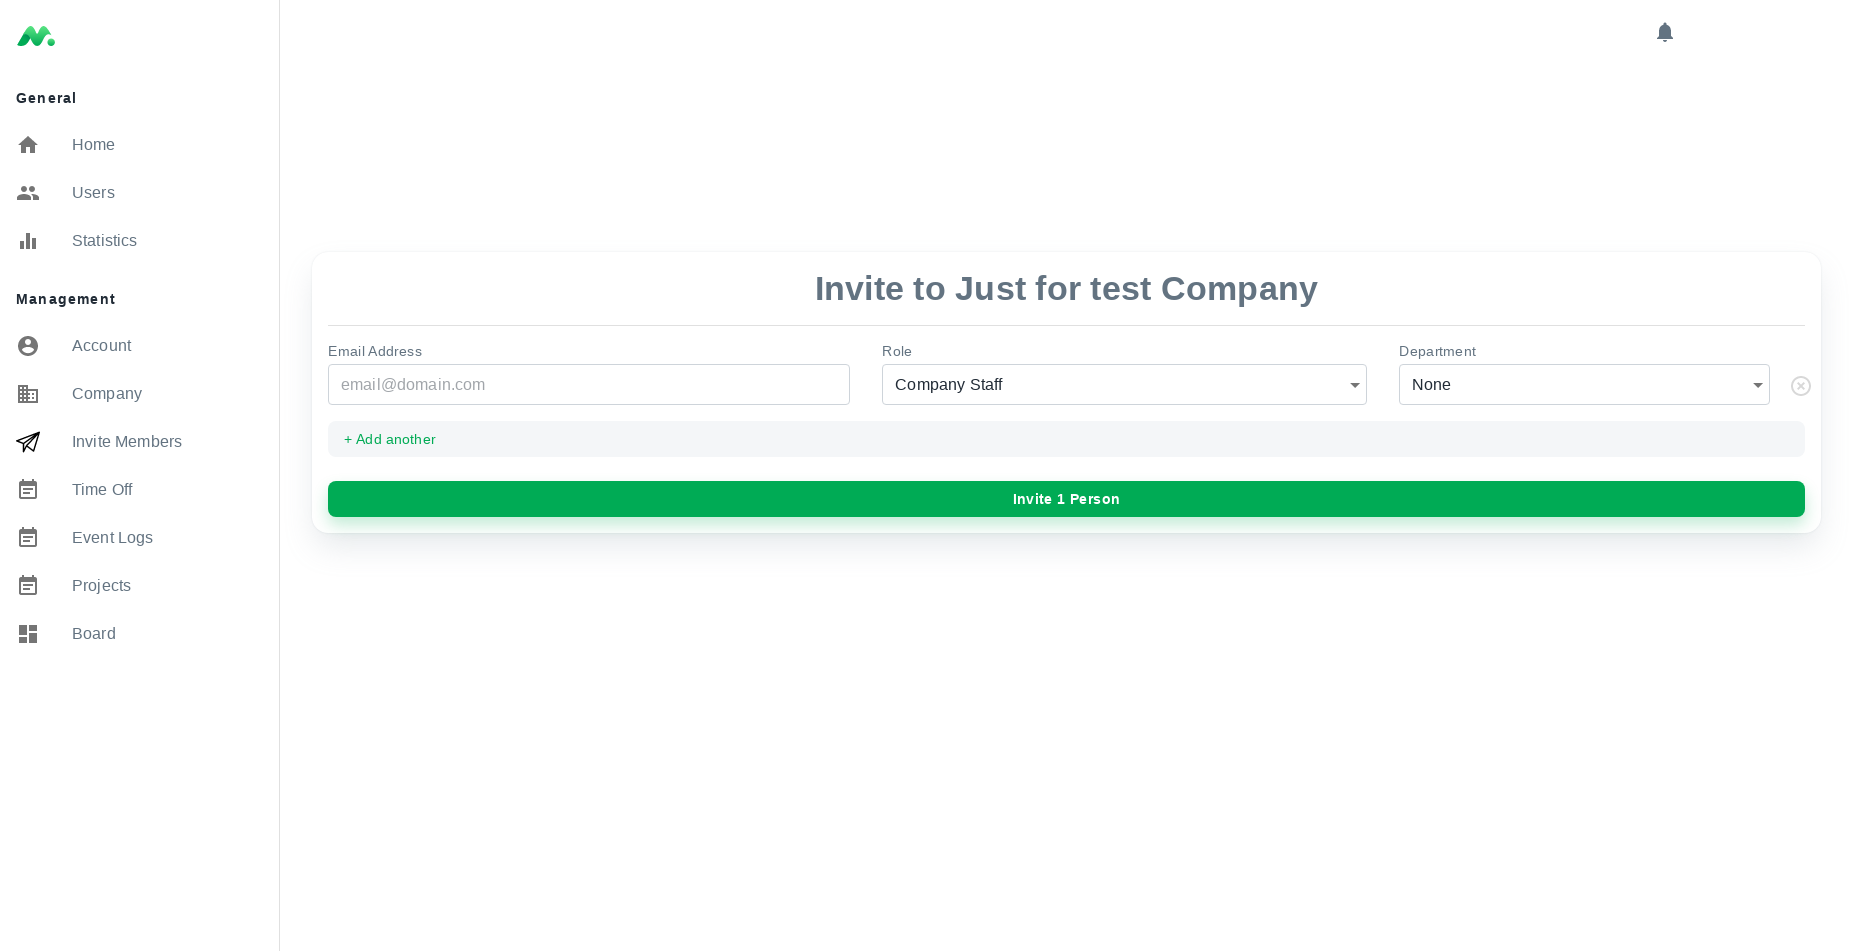 General
Home
Users
Statistics
Management
Account
Company
Invite Members
Time Off
Event Logs
Projects
Board
Invite to Just for test Company
Email Address
Role
Department
email@domain.com
Company Staff
None
+ Add another
Invite 1 Person